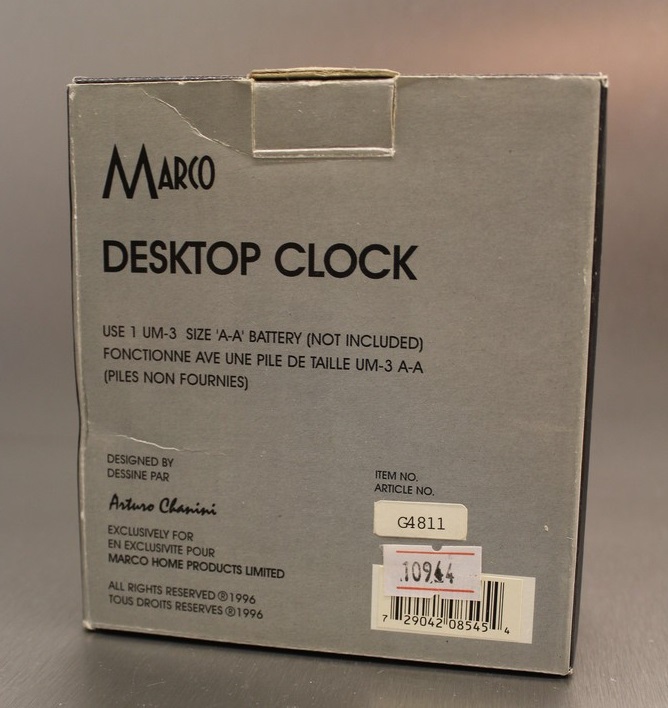 MARCO
DESKTOP CLOCK
USE 1 UM-3 SIZE 'A-A' BATTERY (NOT INCLUDED)
FONCTIONNE AVE UNE PILE DE TAILLE UM-3 A-A
(PILES NON FOURNIES)
DESIGNED BY
DESSINE PAR
Arturo Chanini
EXCLUSIVELY FOR
EN EXCLUSIVITE POUR
MARCO HOME PRODUCTS LIMITED
ALL RIGHTS RESERVED ®1996
TOUS DROITS RESERVES ®1996
ITEM NO.
ARTICLE NO.
G4811
10944
7 29042 08545 4